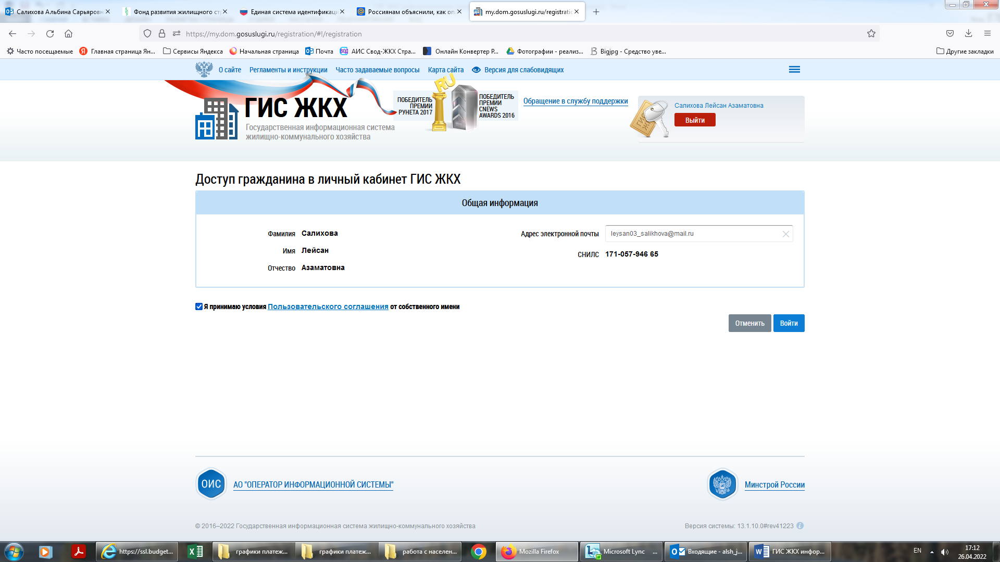 Салихова Альбина Сарьяровн
Фонд развития жилищного стр
Единая система идентификаци
Россиянам объяснили, как оп
my.dom.gosuslugi.ru/registratio
https://my.dom.gosuslugi.ru/registration/#!/registration
Часто посещаемые
Главная страница Ян...
Сервисы Яндекса
Начальная страница
Почта
АИС Свод-ЖКХ Стра...
Онлайн Конвертер P...
Фотографии - реализ...
Bigjpg - Средство уве...
Другие закладки
О сайте
Регламенты и инструкции
Часто задаваемые вопросы
Карта сайта
Версия для слабовидящих
ГИС ЖКХ
Государственная информационная система
жилищно-коммунального хозяйства
ПОБЕДИТЕЛЬ
ПРЕМИИ
РУНЕТА 2017
RU
ПОБЕДИТЕЛЬ
ПРЕМИИ
CNEWS
AWARDS 2016
Обращение в службу поддержки
ГИС
ЖК
Салихова Лейсан Азаматовна
Выйти
Доступ гражданина в личный кабинет ГИС ЖКХ
Общая информация
Фамилия Салихова
Имя Лейсан
Отчество Азаматовна
Адрес электронной почты leysan03_salikhova@mail.ru
СНИЛС 171-057-946 65
Я принимаю условия Пользовательского соглашения от собственного имени
Отменить
Войти
ОИС
АО "ОПЕРАТОР ИНФОРМАЦИОННОЙ СИСТЕМЫ"
Минстрой России
© 2016–2022 Государственная информационная система жилищно-коммунального хозяйства
Версия системы: 13.1.10.0#rev41223
https://ssl.budget...
графики платеж...
графики платеж...
работа с населен...
Mozilla Firefox
Microsoft Lync ...
Входящие - alsh_j...
ГИС ЖКХ инфор...
EN
17:12
26.04.2022